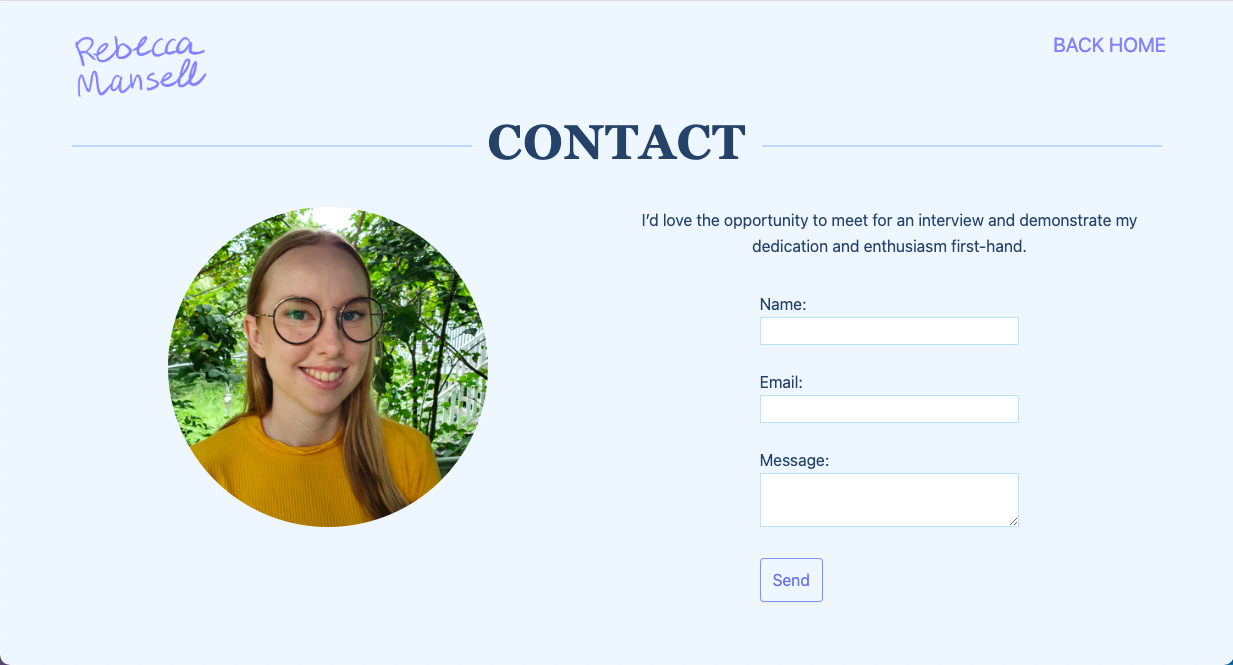 Rebecca
Mansell
BACK HOME
CONTACT
I’d love the opportunity to meet for an interview and demonstrate my
dedication and enthusiasm first-hand.
Name:
Email:
Message:
Send